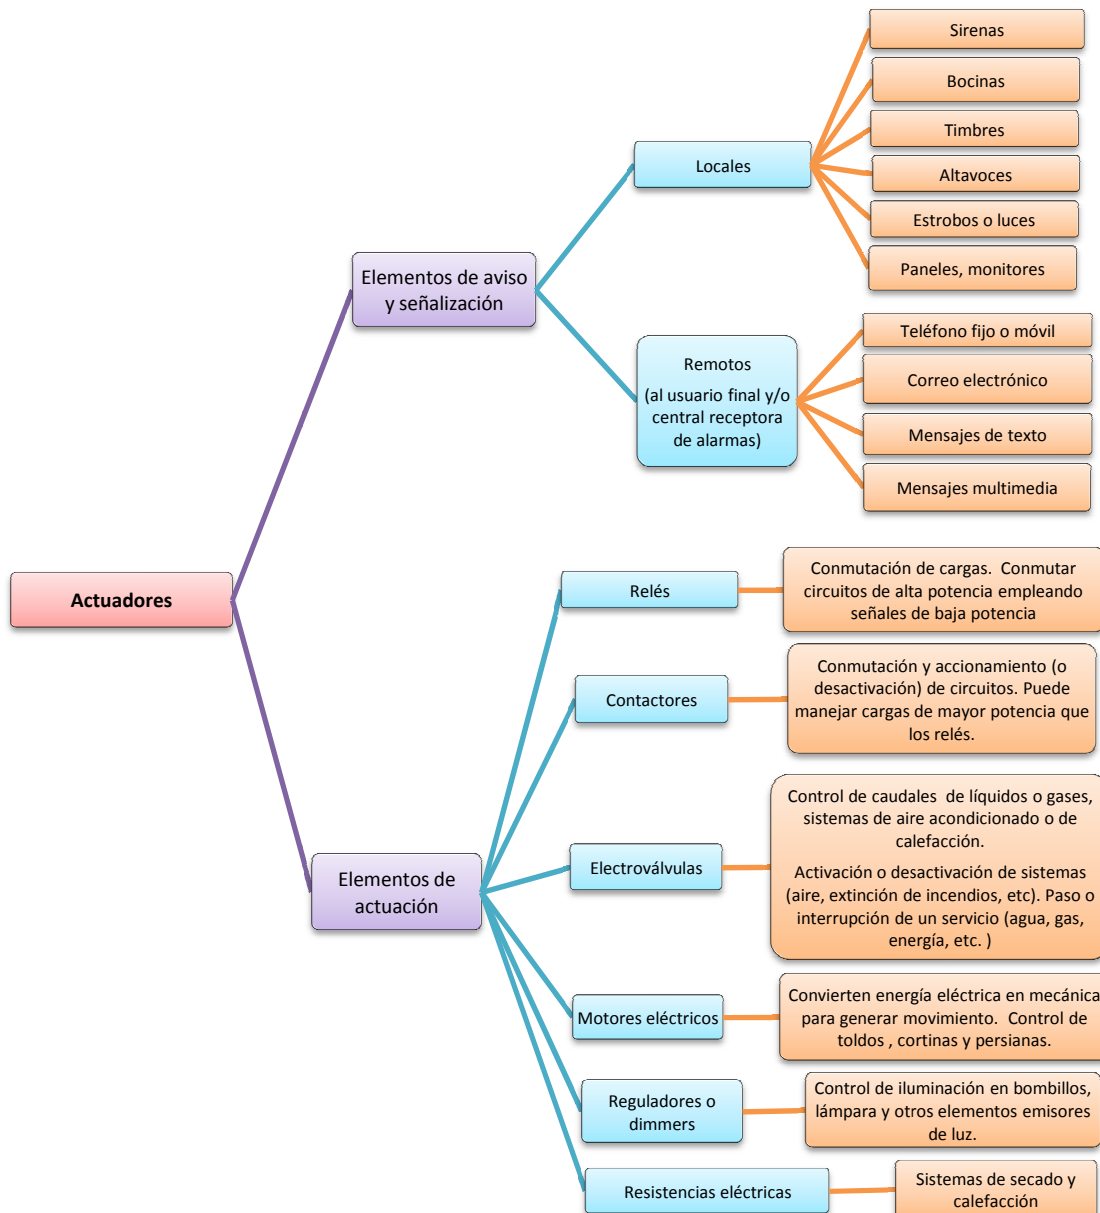 Sirenas
Bocinas
Timbres
Locales
Altavoces
Estrobos o luces
Paneles, monitores
Elementos de aviso
y señalización
Teléfono fijo o móvil
Remotos
(al usuario final y/o
central receptora
de alarmas)
Correo electrónico
Mensajes de texto
Mensajes multimedia
Actuadores
Relés
Conmutación de cargas.  Conmutar
circuitos de alta potencia empleando
señales de baja potencia
Contactores
Conmutación y accionamiento (o
desactivación) de circuitos. Puede
manejar cargas de mayor potencia que
los relés.
Elementos de
actuación
Electroválvulas
Control de caudales  de líquidos o gases,
sistemas de aire acondicionado o de
calefacción.
Activación o desactivación de sistemas
(aire, extinción de incendios, etc). Paso o
interrupción de un servicio (agua, gas,
energía, etc. )
Motores eléctricos
Convierten energía eléctrica en mecánica
para generar movimiento.  Control de
toldos , cortinas y persianas.
Reguladores o
dimmers
Control de iluminación en bombillos,
lámpara y otros elementos emisores
de luz.
Resistencias eléctricas
Sistemas de secado y
calefacción